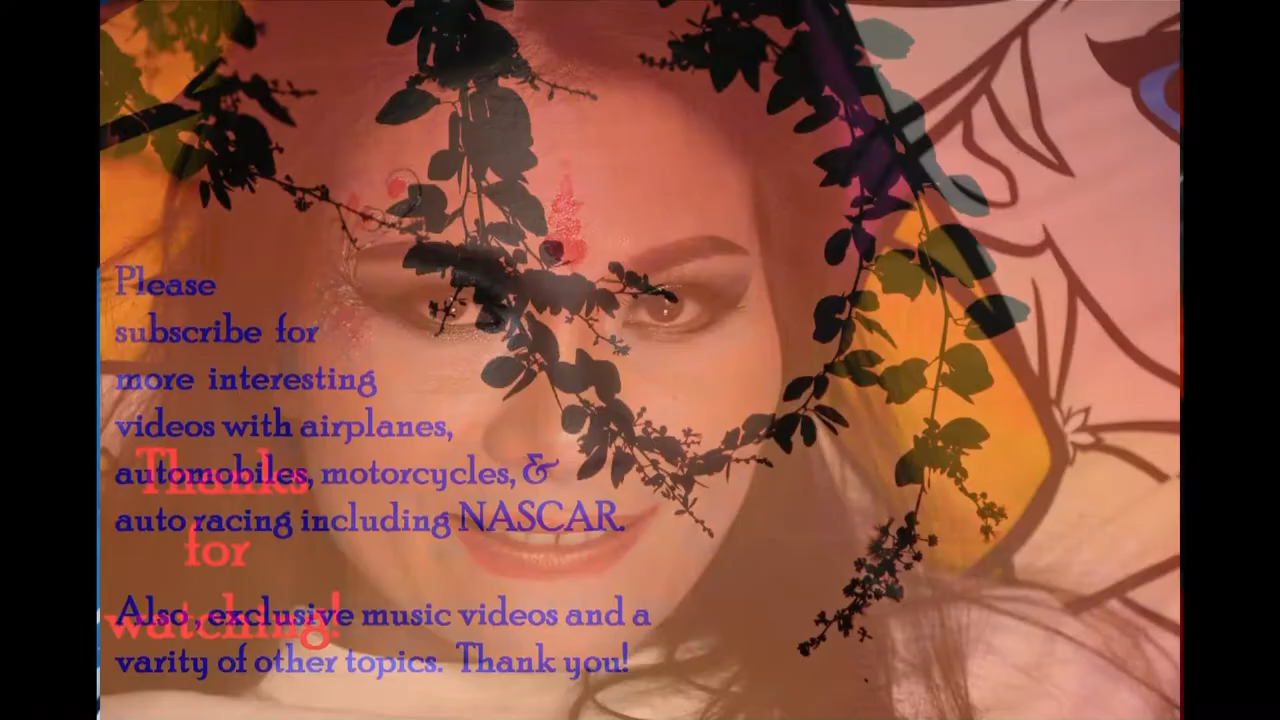 Please
subscribe for
more interesting
videos with airplanes,
automobiles, motorcycles, &
auto racing including NASCAR.
Also , exclusive music videos and a
varity of other topics. Thank you!
Thanks
for
watching!